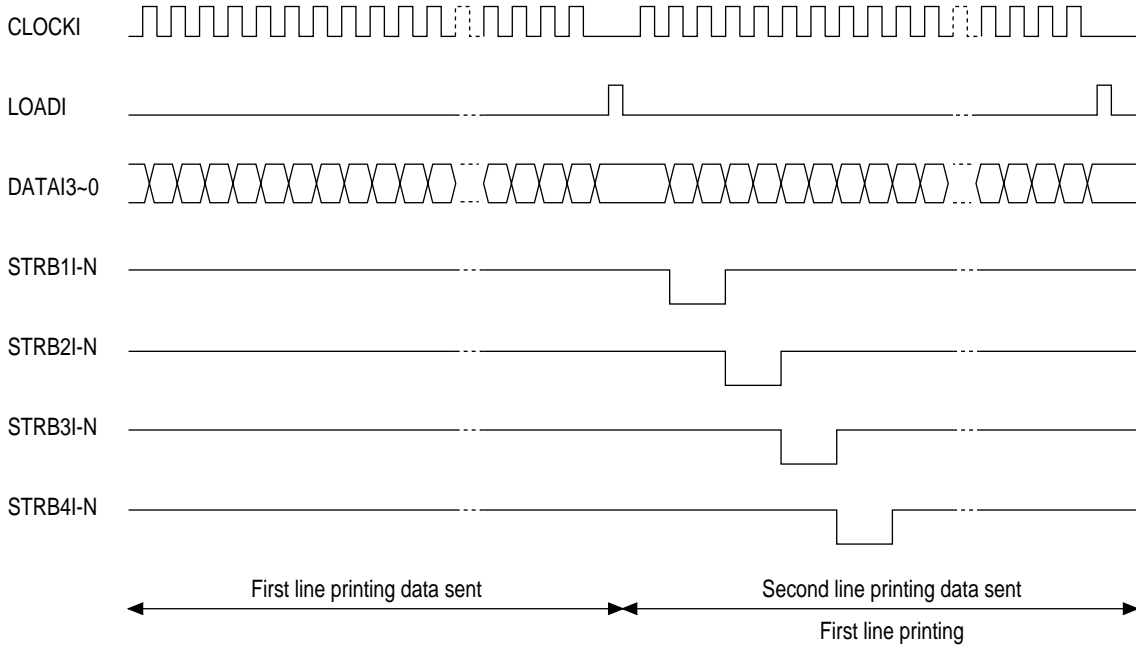 CLOCKI
LOADI
DATAI3~0
STRB1I-N
STRB2I-N
STRB3I-N
STRB4I-N
First line printing data sent
Second line printing data sent
First line printing